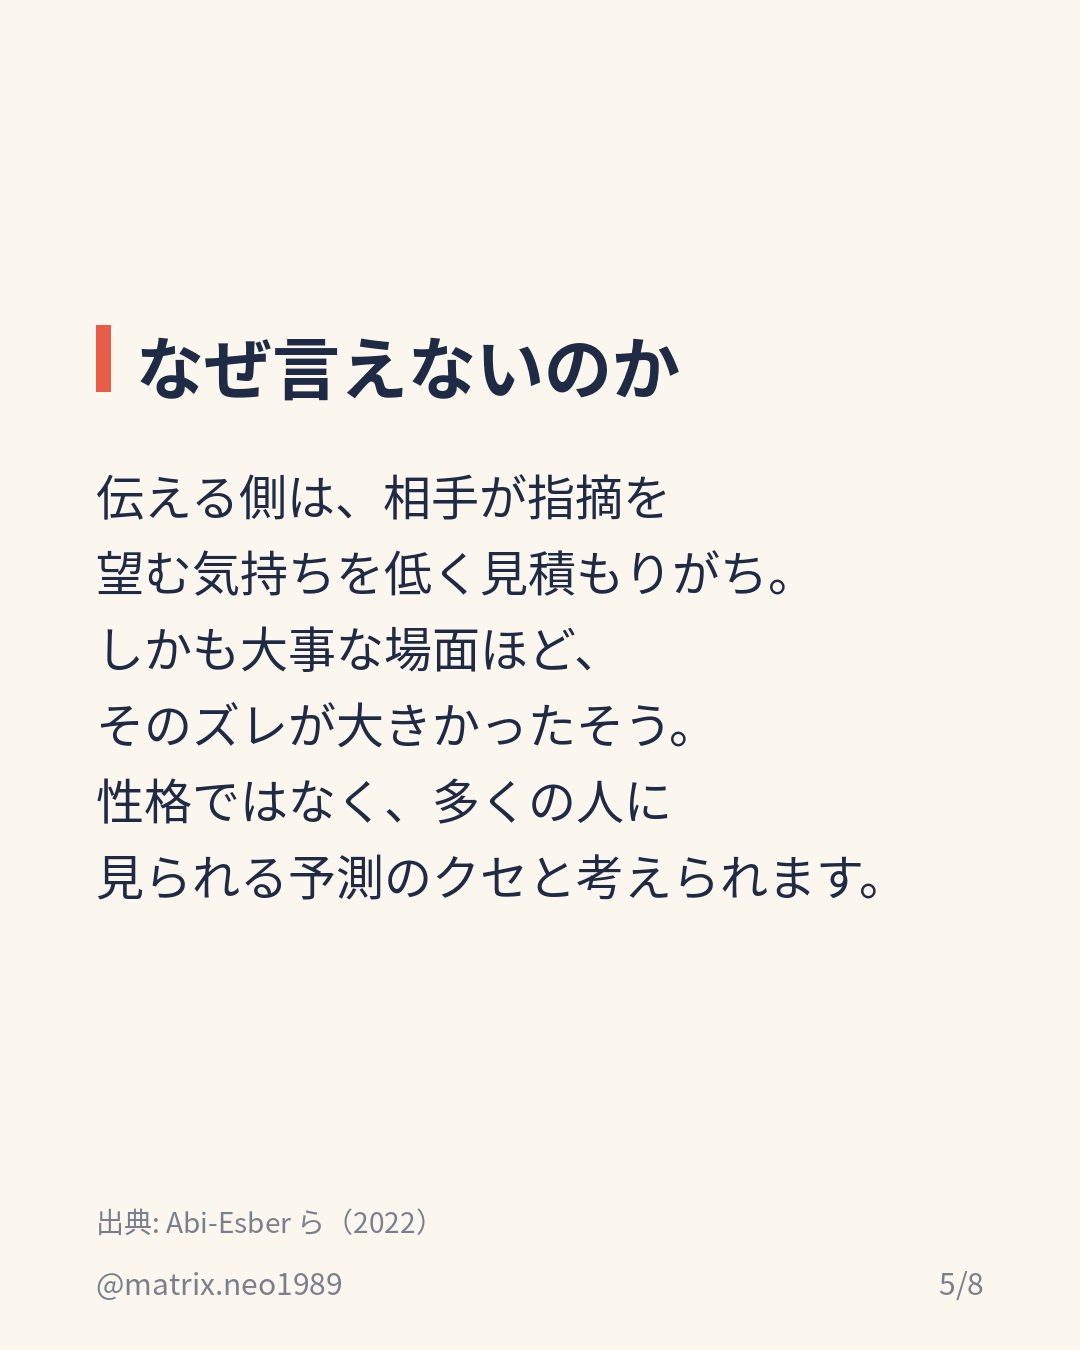 なぜ言えないのか
伝える側は、相手が指摘を
望む気持ちを低く見積もりがち。
しかも大事な場面ほど、
そのズレが大きかったそう。
性格ではなく、多くの人に
見られる予測のクセと考えられます。
出典: Abi-Esber ら（2022）
@matrix.neo1989
5/8